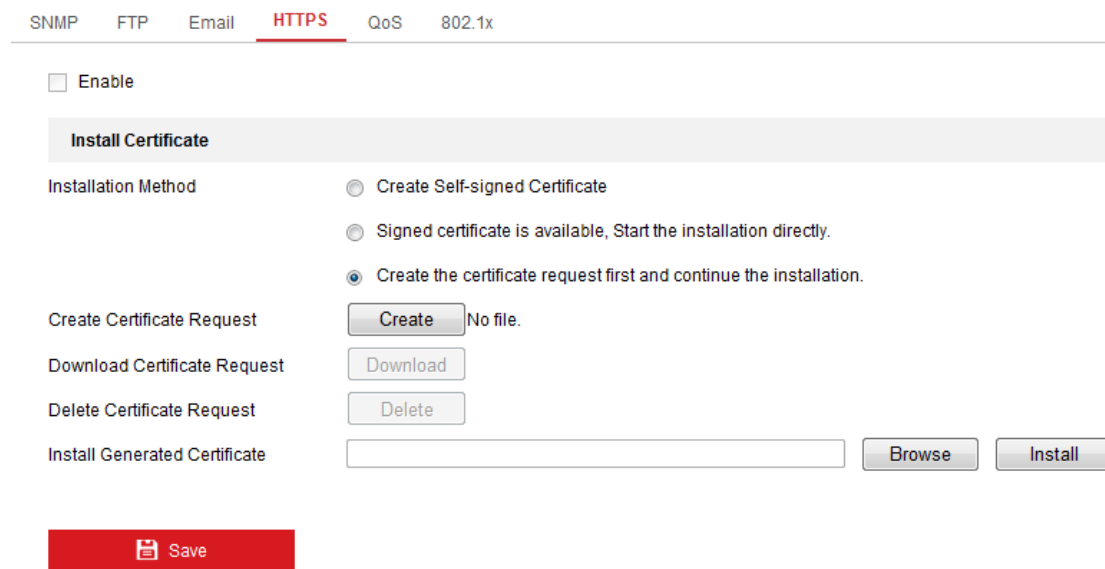 SNMP FTP Email HTTPS QoS 802.1x
Enable
Install Certificate
Installation Method Create Self-signed Certificate
Signed certificate is available, Start the installation directly.
Create the certificate request first and continue the installation.
Create Certificate Request Create No file.
Download Certificate Request Download
Delete Certificate Request Delete
Install Generated Certificate Browse Install
Save